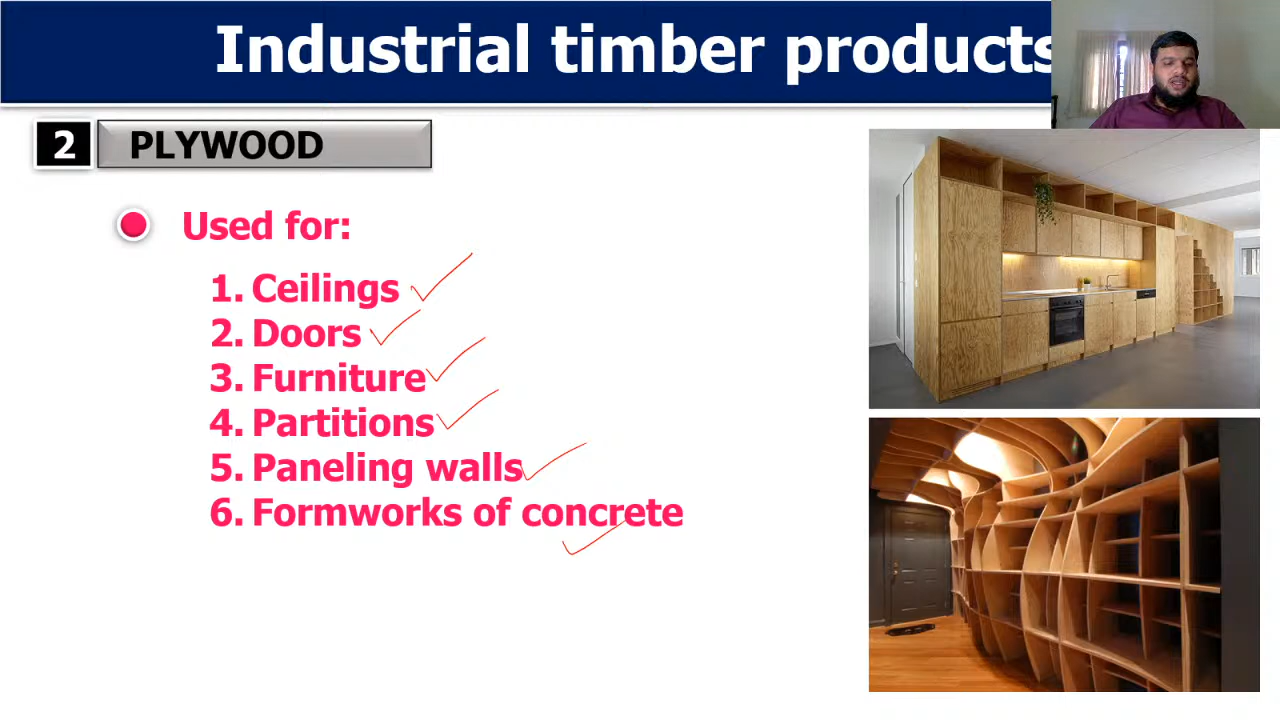 Industrial timber products
2 PLYWOOD
Used for:
1. Ceilings
2. Doors
3. Furniture
4. Partitions
5. Paneling walls
6. Formworks of concrete